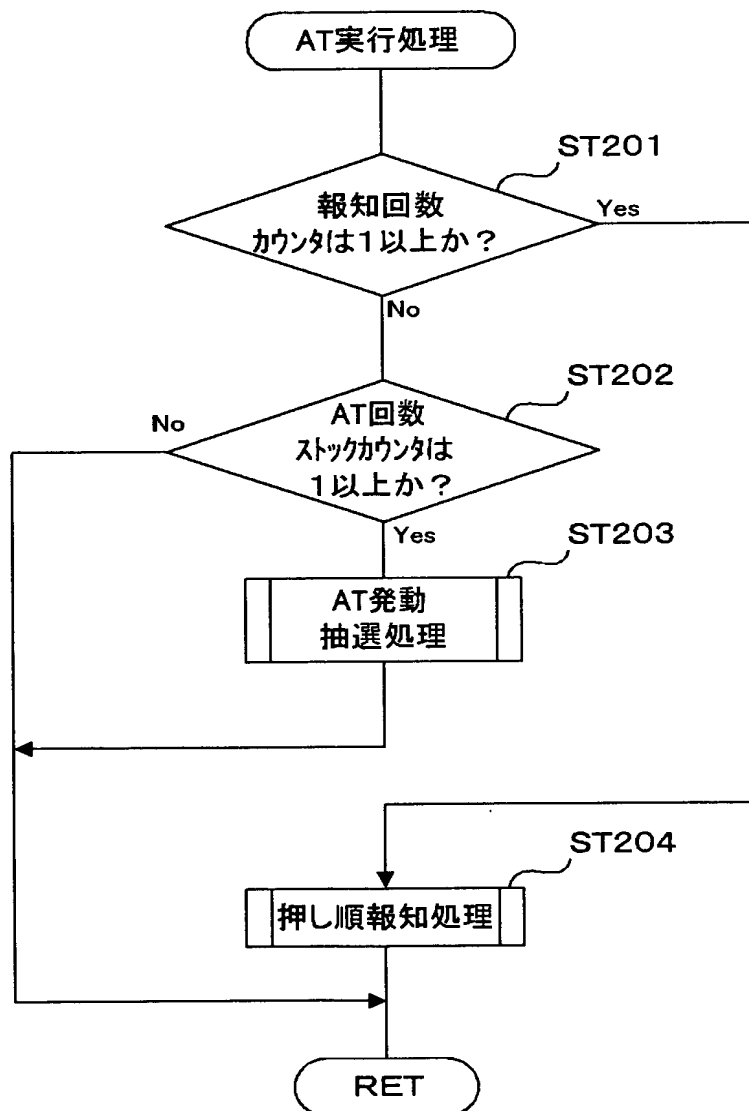 AT実行処理
ST201
報知回数
カウンタは1以上か？
Yes
No
ST202
No
AT回数
ストックカウンタは
1以上か？
Yes
ST203
AT発動
抽選処理
ST204
押し順報知処理
RET